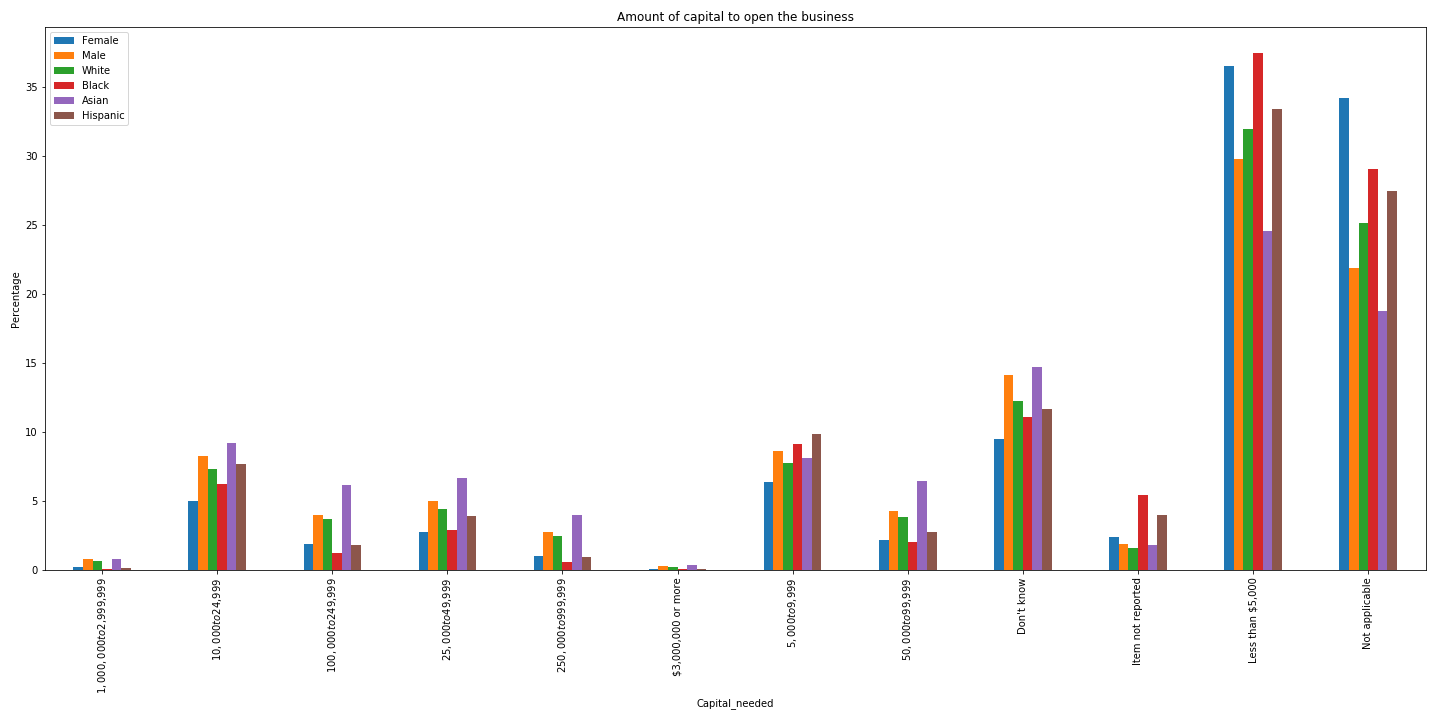 Amount of capital to open the business
Female
Male
White
Black
Asian
Hispanic
Percentage
35
30
25
20
15
10
5
0
1,000,000to2,999,999
10,000to24,999
100,000to249,999
25,000to49,999
250,000to999,999
$3,000,000 or more
5,000to9,999
50,000to99,999
Don't know
Item not reported
Less than $5,000
Not applicable
Capital_needed